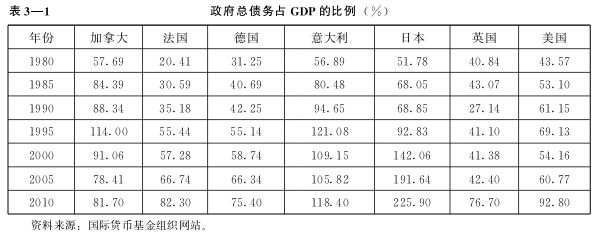 表3—1 政府总债务占 GDP 的比例(%)
年份 加拿大 法国 德国 意大利 日本 英国 美国
1980 57.69 20.41 31.25 56.89 51.78 40.84 43.57
1985 84.39 30.59 40.69 80.48 68.05 43.07 53.10
1990 88.34 35.18 42.25 94.65 68.85 27.14 61.15
1995 114.00 55.44 55.14 121.08 92.83 41.10 69.13
2000 91.06 57.28 58.74 109.15 142.06 41.38 54.16
2005 78.41 66.74 66.34 105.82 191.64 42.40 60.77
2010 81.70 82.30 75.40 118.40 225.90 76.70 92.80
资料来源：国际货币基金组织网站。